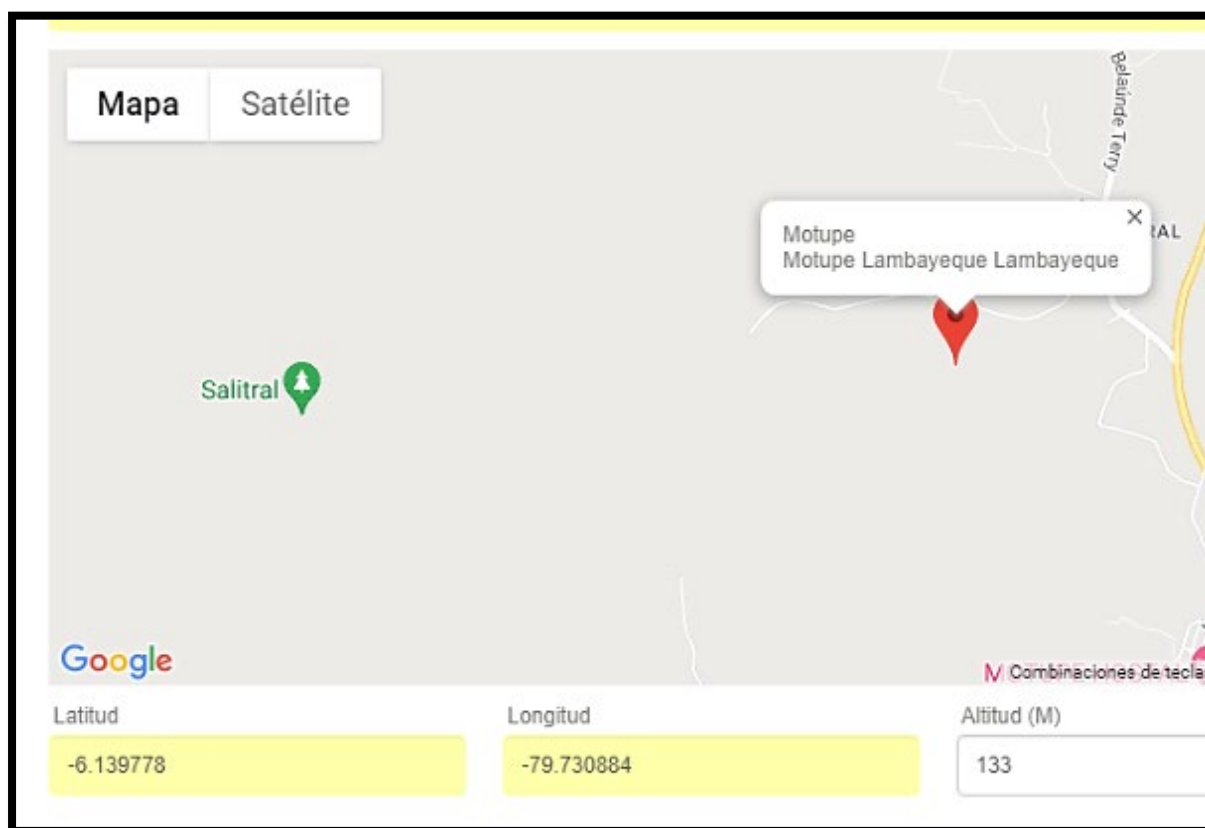 Mapa
Satélite
Belaúnde Terry
Motupe
Motupe Lambayeque Lambayeque
RAL
Salitral
Google
Combinaciones de tecla
Latitud
Longitud
Altitud (M)
-6.139778
-79.730884
133